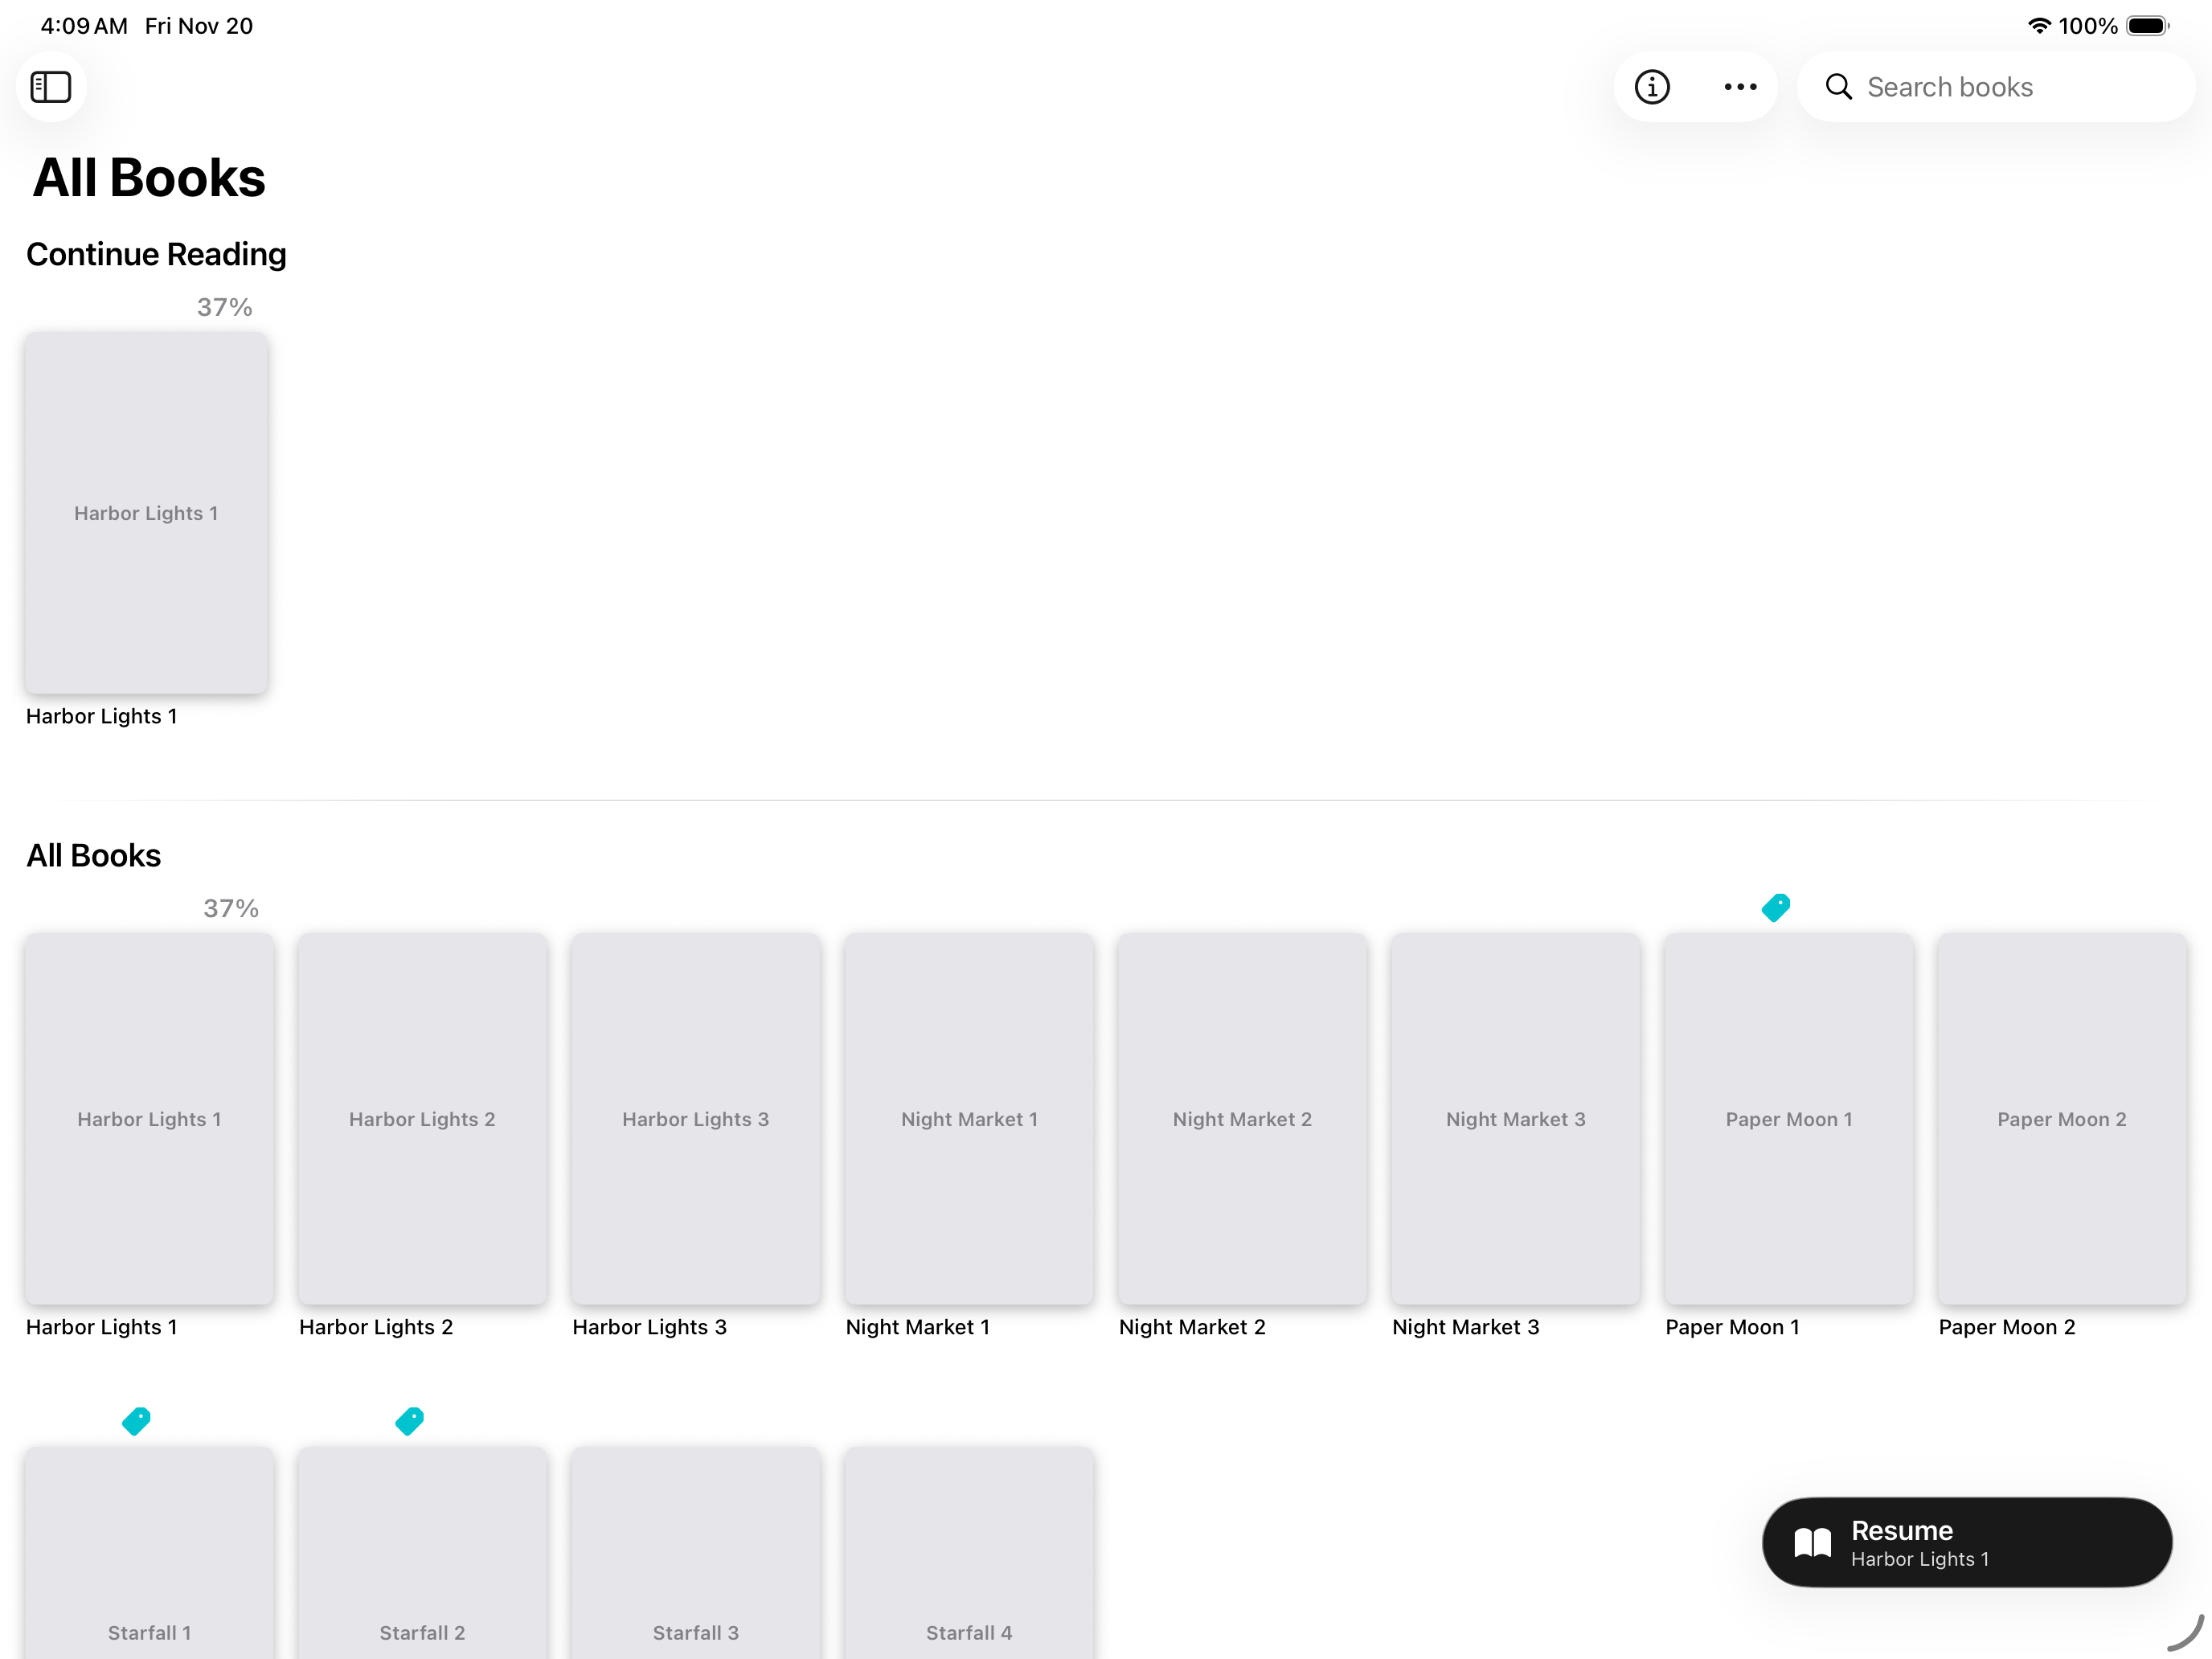 4:09 AM Fri Nov 20
100%
Search books
All Books
Continue Reading
37%
Harbor Lights 1
Harbor Lights 1
All Books
37%
Harbor Lights 1
Harbor Lights 2
Harbor Lights 3
Night Market 1
Night Market 2
Night Market 3
Paper Moon 1
Paper Moon 2
Harbor Lights 1
Harbor Lights 2
Harbor Lights 3
Night Market 1
Night Market 2
Night Market 3
Paper Moon 1
Paper Moon 2
Starfall 1
Starfall 2
Starfall 3
Starfall 4
Resume
Harbor Lights 1